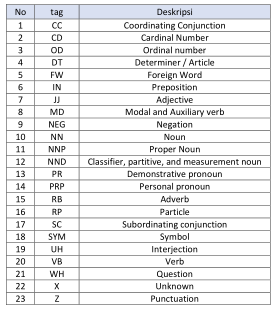 No tag Deskripsi
1 CC Coordinating Conjunction
2 CD Cardinal Number
3 OD Ordinal number
4 DT Determiner / Article
5 FW Foreign Word
6 IN Preposition
7 JJ Adjective
8 MD Modal and Auxiliary verb
9 NEG Negation
10 NN Noun
11 NNP Proper Noun
12 NND Classifier, partitive, and measurement noun
13 PR Demonstrative pronoun
14 PRP Personal pronoun
15 RB Adverb
16 RP Particle
17 SC Subordinating conjunction
18 SYM Symbol
19 UH Interjection
20 VB Verb
21 WH Question
22 X Unknown
23 Z Punctuation